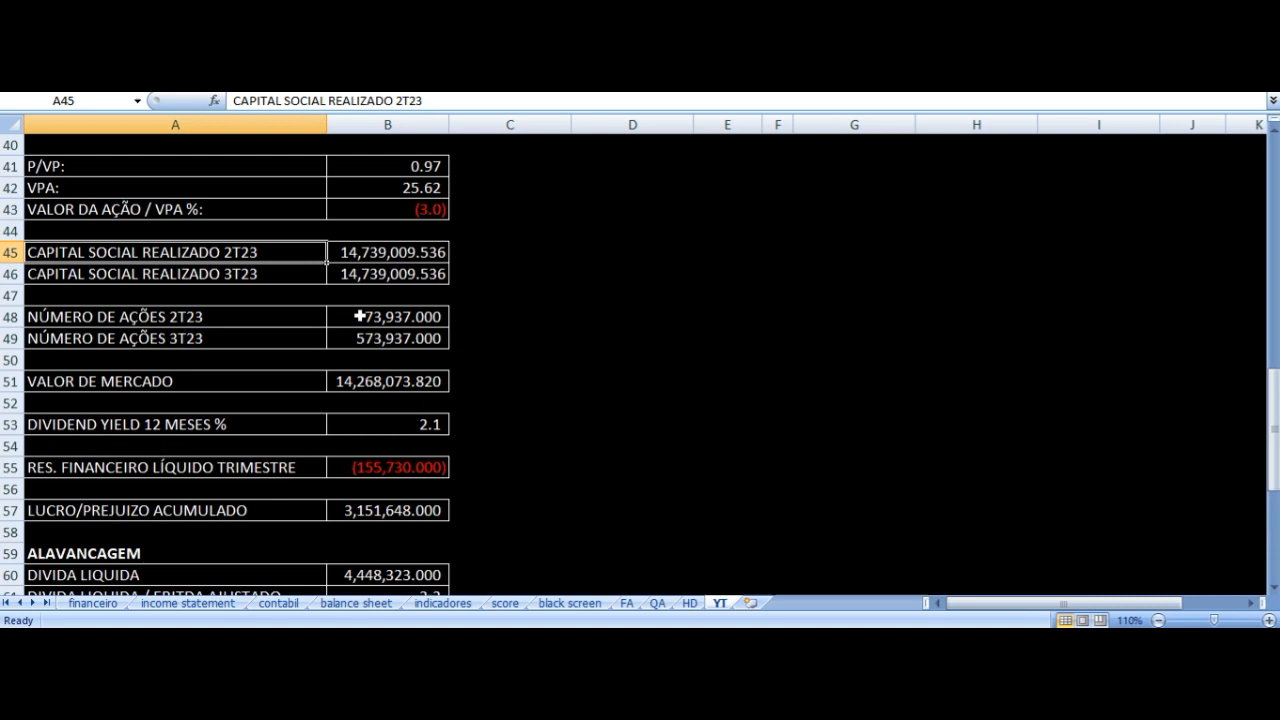 A45 fx CAPITAL SOCIAL REALIZADO 2T23
A B C D E F G H I J K
40
41 P/VP: 0.97
42 VPA: 25.62
43 VALOR DA AÇÃO / VPA %: (3.0)
44
45 CAPITAL SOCIAL REALIZADO 2T23 14,739,009.536
46 CAPITAL SOCIAL REALIZADO 3T23 14,739,009.536
47
48 NÚMERO DE AÇÕES 2T23 73,937.000
49 NÚMERO DE AÇÕES 3T23 573,937.000
50
51 VALOR DE MERCADO 14,268,073.820
52
53 DIVIDEND YIELD 12 MESES % 2.1
54
55 RES. FINANCEIRO LÍQUIDO TRIMESTRE (155,730.000)
56
57 LUCRO/PREJUIZO ACUMULADO 3,151,648.000
58
59 ALAVANCAGEM
60 DIVIDA LIQUIDA 4,448,323.000
DIVIDA LIQUIDA / EBITDA AJUSTADO
financeiro income statement contabil balance sheet indicadores score black screen FA QA HD YT
Ready 110%